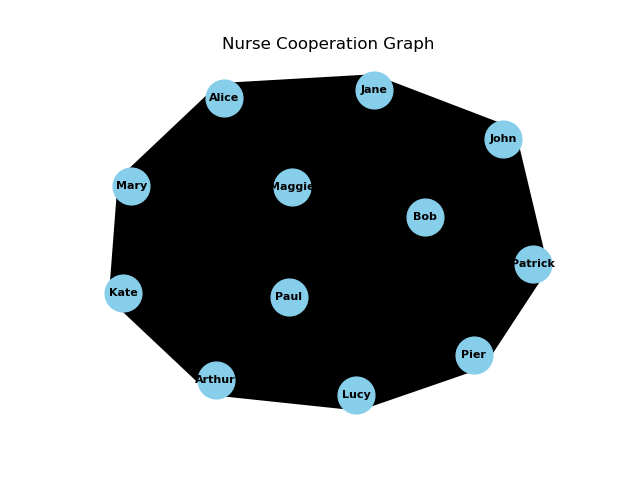 Nurse Cooperation Graph
Jane
Alice
John
Mary
Maggie
Bob
Patrick
Kate
Paul
Pier
Arthur
Lucy